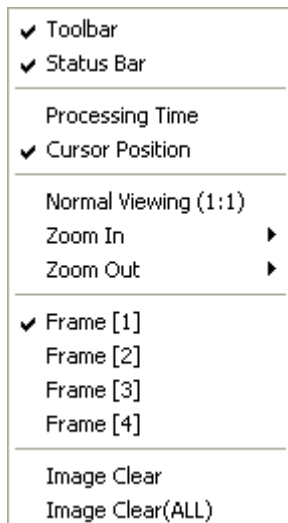 Toolbar
Status Bar
Processing Time
Cursor Position
Normal Viewing (1:1)
Zoom In
Zoom Out
Frame [1]
Frame [2]
Frame [3]
Frame [4]
Image Clear
Image Clear(ALL)